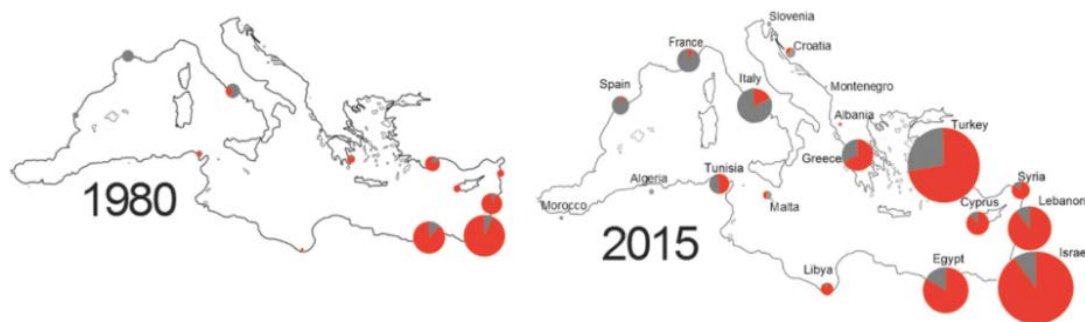 1980
Slovenia
Croatia
France
Italy
Spain
Montenegro
Albania
Turkey
Greece
Tunisia
Algeria
Malta
Morocco
Syria
Cyprus
Lebanon
2015
Libya
Egypt
Israe